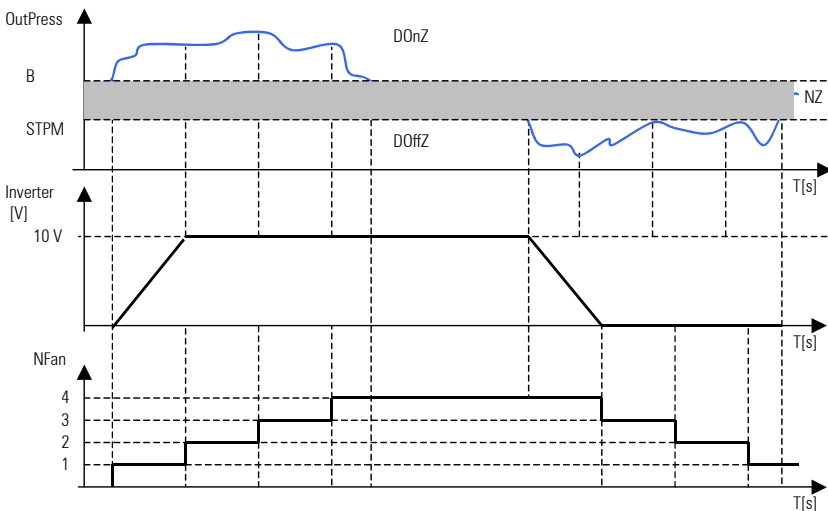 OutPress
DOnZ
B
NZ
STPM
DOffZ
T[s]
Inverter
[V]
10 V
T[s]
NFan
4
3
2
1
T[s]